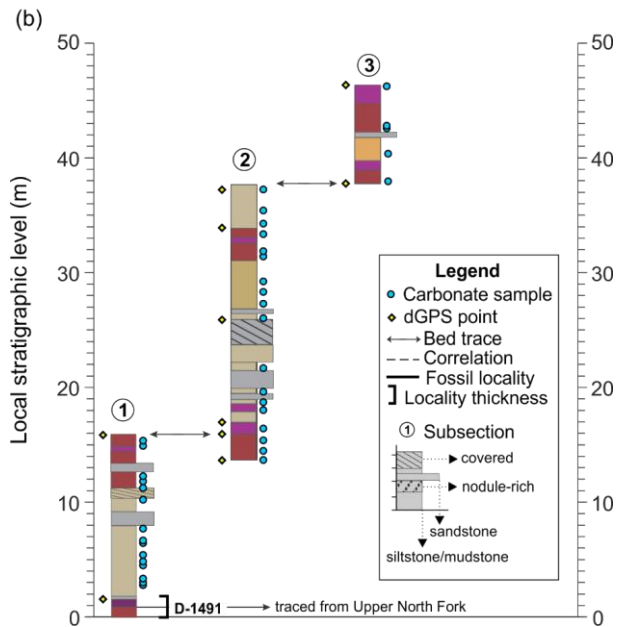 (b)
50
40
30
20
10
0
Local stratigraphic level (m)
1
2
3
D-1491
traced from Upper North Fork
Legend
Carbonate sample
dGPS point
Bed trace
Correlation
Fossil locality
Locality thickness
1 Subsection
covered
nodule-rich
sandstone
siltstone/mudstone
50
40
30
20
10
0